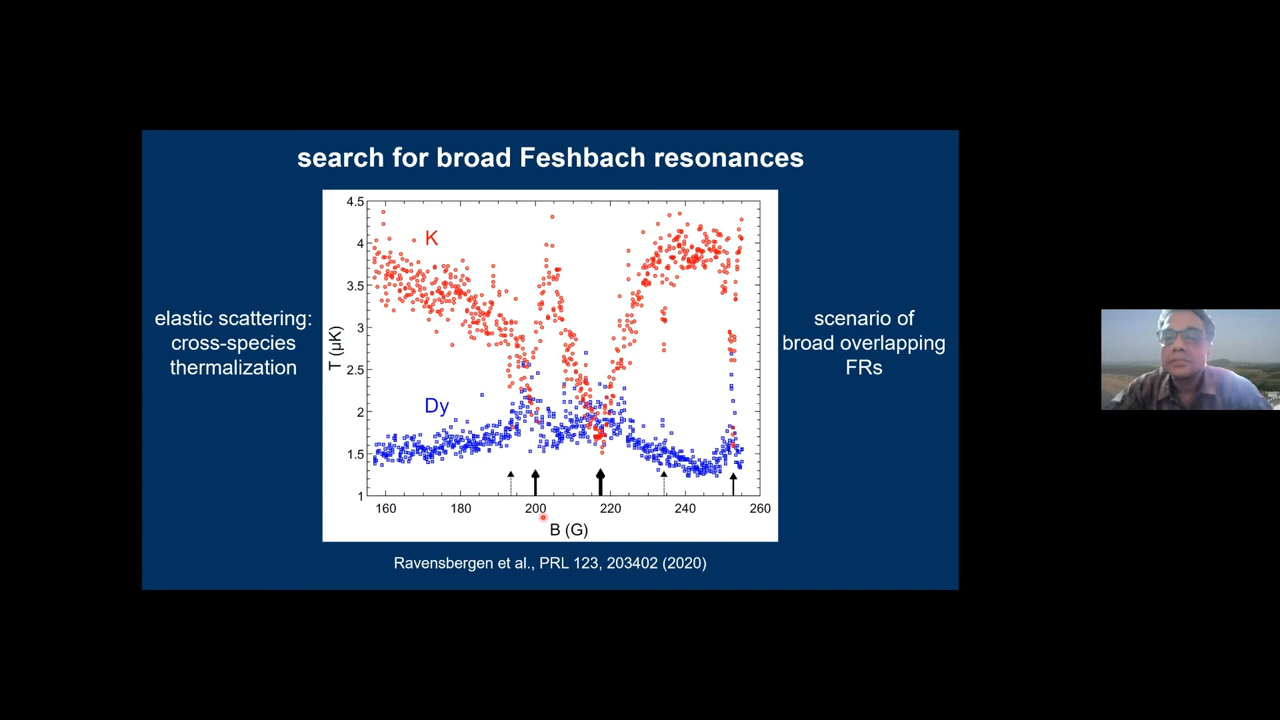 search for broad Feshbach resonances
elastic scattering:
cross-species
thermalization
4.5
4
3.5
3
2.5
2
1.5
1
T (μK)
K
Dy
160
180
200
220
240
260
B (G)
scenario of
broad overlapping
FRs
Ravensbergen et al., PRL 123, 203402 (2020)